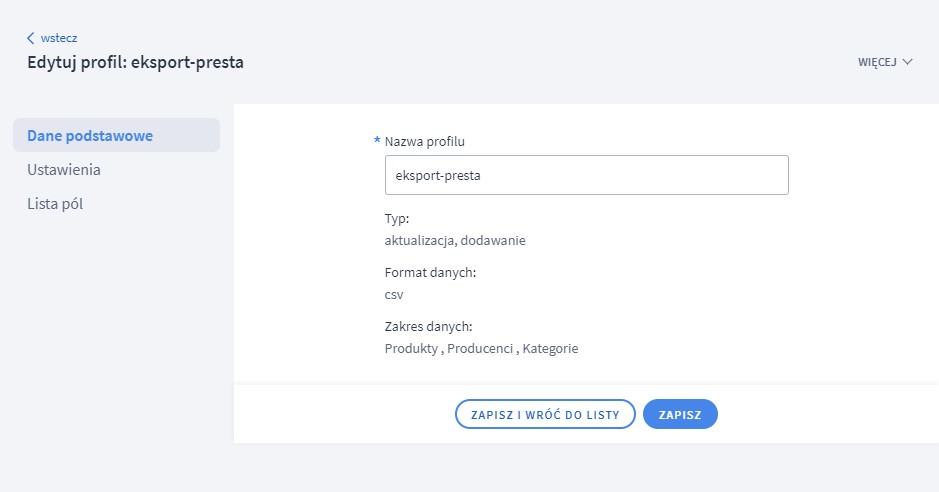 wstecz
Edytuj profil: eksport-presta
WIĘCEJ
Dane podstawowe
Ustawienia
Lista pól
* Nazwa profilu
eksport-presta
Typ:
aktualizacja, dodawanie
Format danych:
csv
Zakres danych:
Produkty , Producenci , Kategorie
ZAPISZ I WRÓĆ DO LISTY
ZAPISZ